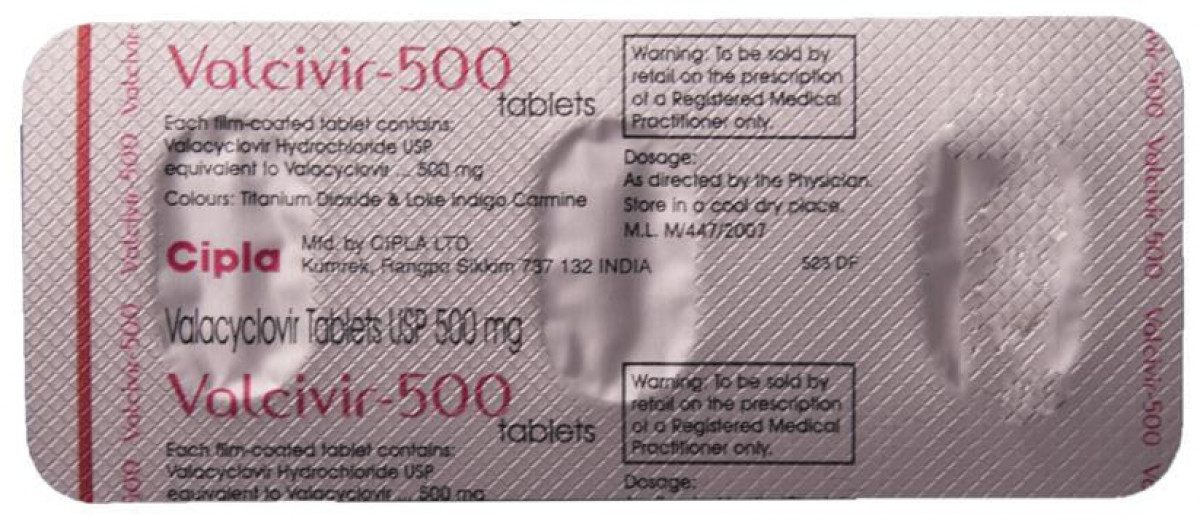 Valcivir-500
tablets
Each film-coated tablet contains:
Valacyclovir Hydrochloride USP
equivalent to Valacyclovir ... 500 mg
Colours: Titanium Dioxide & Lake Indigo Carmine
Cipla
Mfd. by CIPLA LTD.
Kumrek, Rangpo Sikkim 737 132 INDIA
Valacyclovir Tablets USP 500 mg
Warning: To be sold by
retail on the prescription
of a Registered Medical
Practitioner only.
Dosage:
As directed by the Physician.
Store in a cool dry place.
M.L. M/447/2007
523 DF
Valcivir-500
tablets
Each film-coated tablet contains:
Valacyclovir Hydrochloride USP
equivalent to Valacyclovir ... 500 mg
Warning: To be sold by
retail on the prescription
of a Registered Medical
Practitioner only.
Dosage:
500 Valcivir-500 Valcivir-500 Valcivir
vir-500 Valcivir-500 Valcivir-500 Va